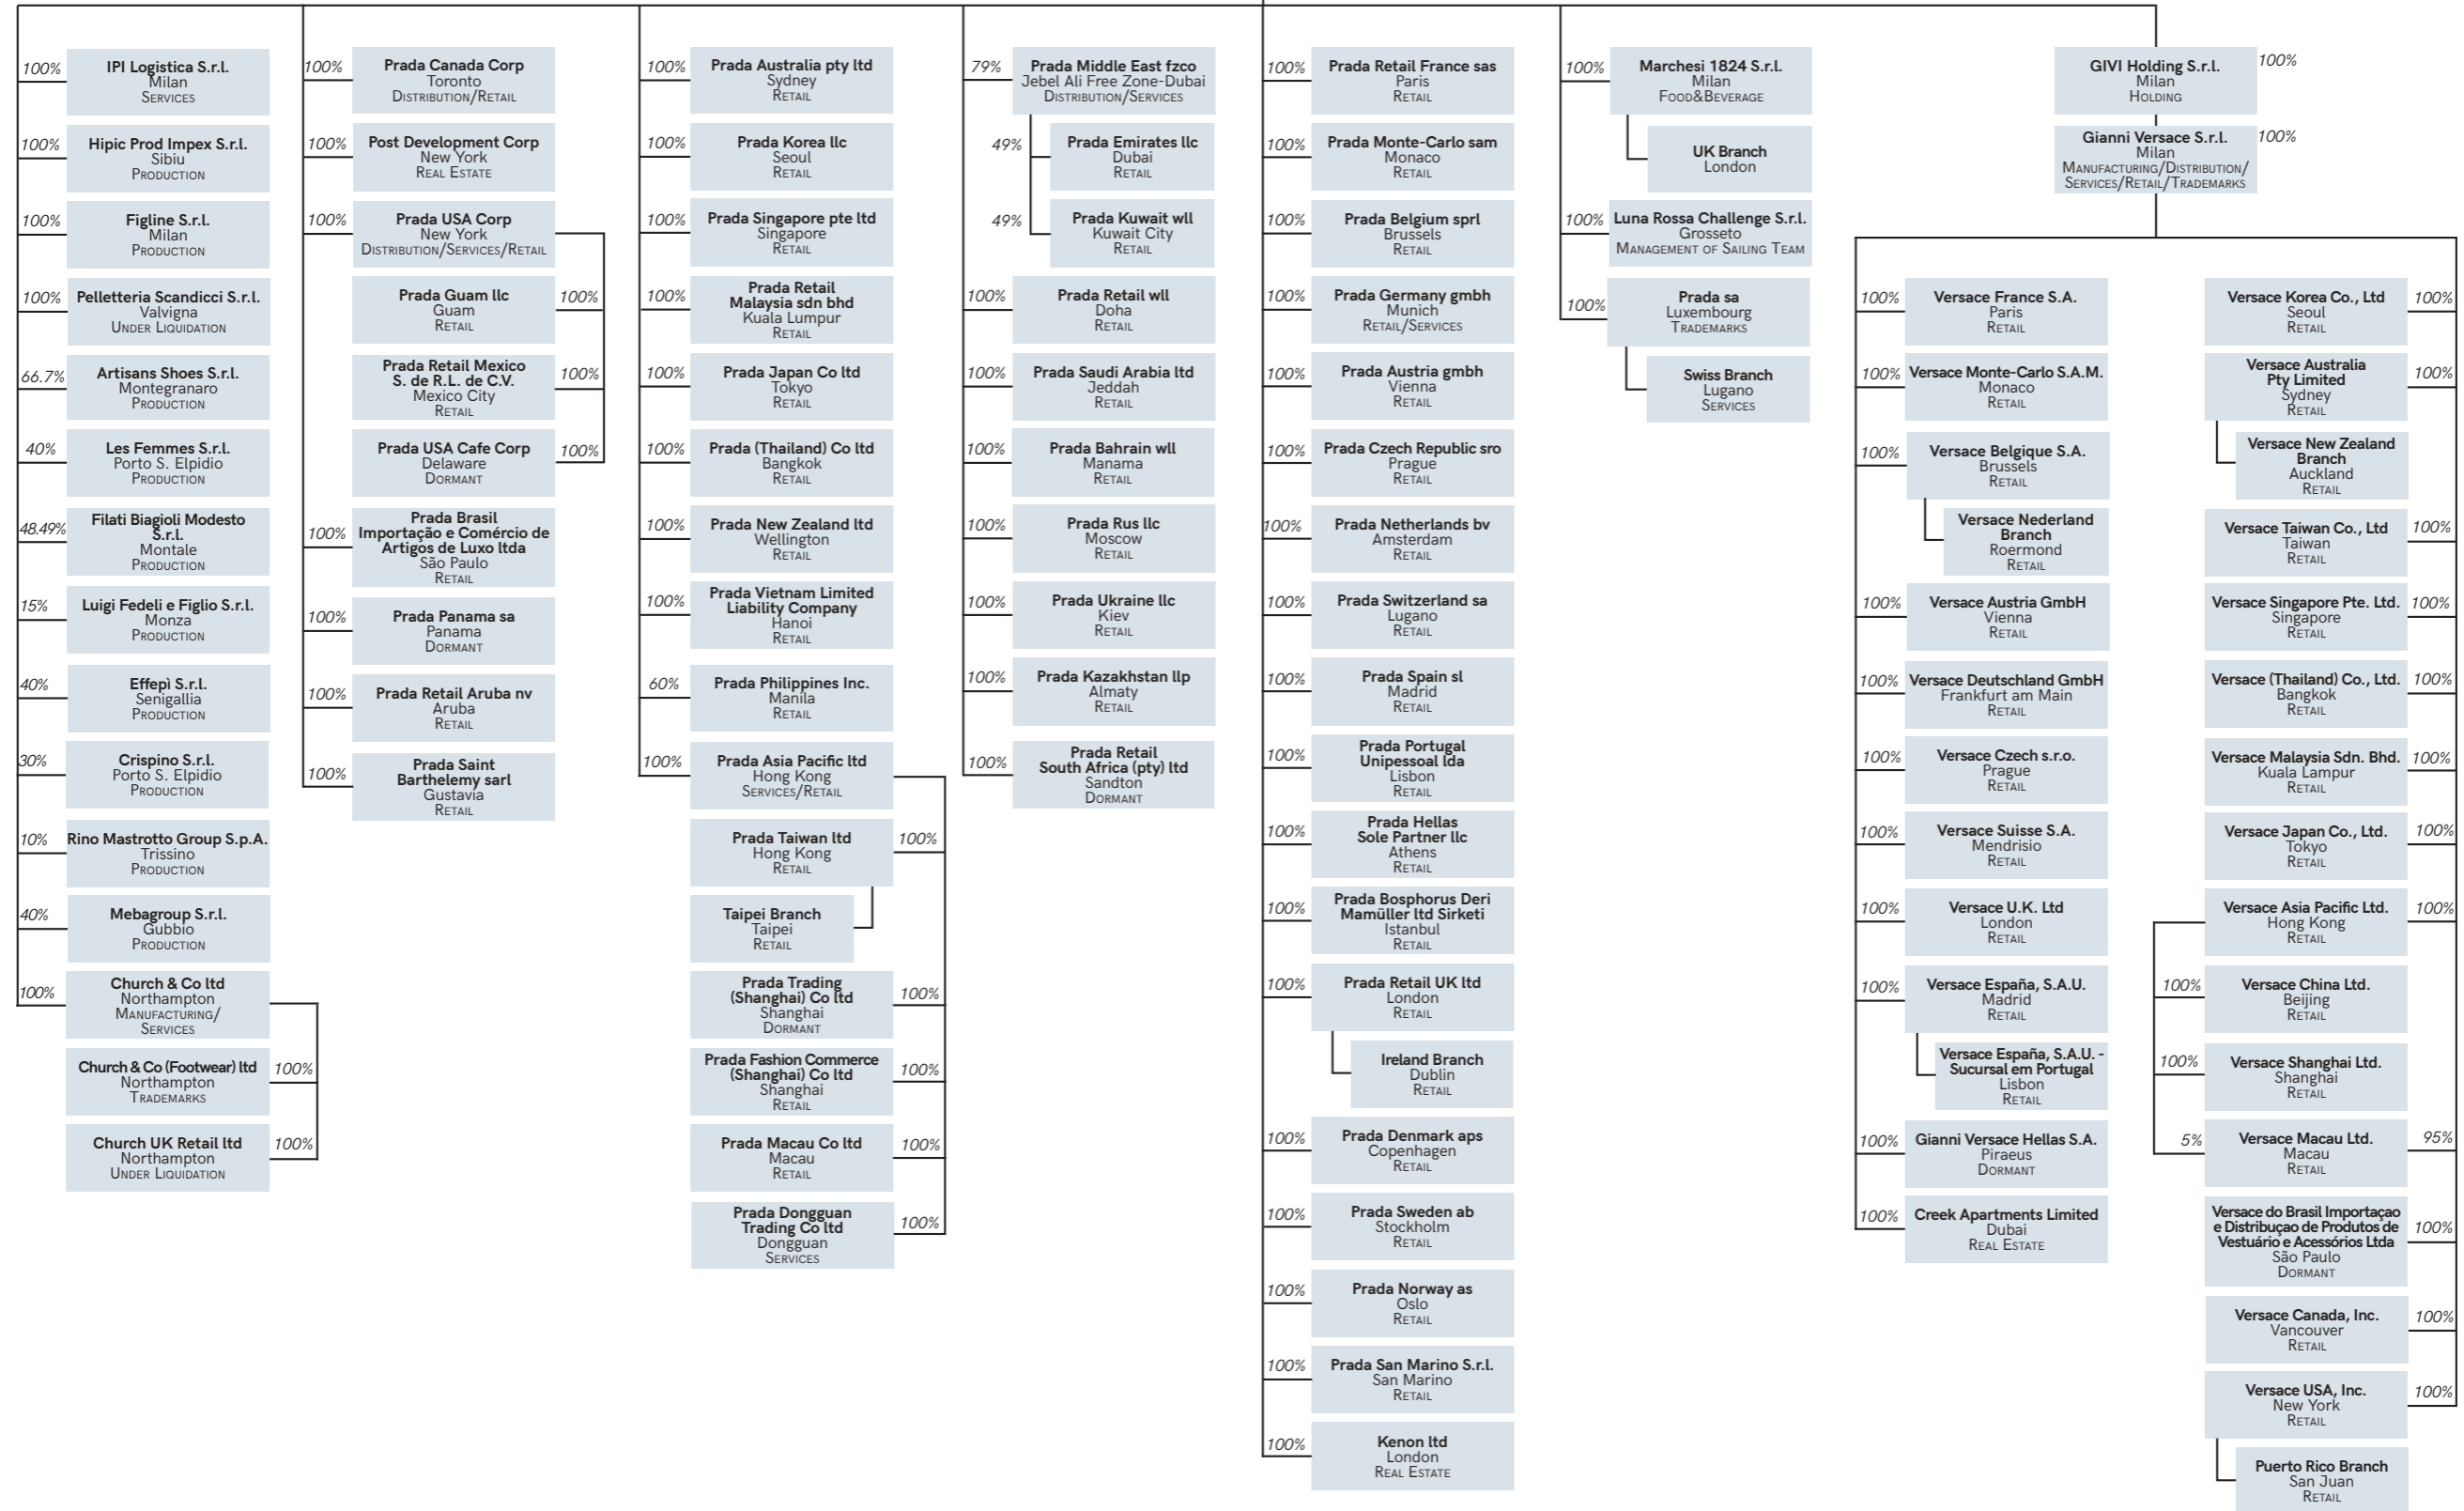 100%
IPI Logistica S.r.l.
Milan
Services
100%
Hipic Prod Impex S.r.l.
Sibiu
Production
100%
Figline S.r.l.
Milan
Production
100%
Pelletteria Scandicci S.r.l.
Valvigna
Under Liquidation
66.7%
Artisans Shoes S.r.l.
Montegranaro
Production
40%
Les Femmes S.r.l.
Porto S. Elpidio
Production
48.49%
Filati Biagioli Modesto
S.r.l.
Montale
Production
15%
Luigi Fedeli e Figlio S.r.l.
Monza
Production
40%
Effepì S.r.l.
Senigallia
Production
30%
Crispino S.r.l.
Porto S. Elpidio
Production
10%
Rino Mastrotto Group S.p.A.
Trissino
Production
40%
Mebagroup S.r.l.
Gubbio
Production
100%
Church & Co ltd
Northampton
Manufacturing/
Services
Church & Co (Footwear) ltd
Northampton
Trademarks
100%
Church UK Retail ltd
Northampton
Under Liquidation
100%
100%
Prada Canada Corp
Toronto
Distribution/Retail
100%
Post Development Corp
New York
Real Estate
100%
Prada USA Corp
New York
Distribution/Services/Retail
Prada Guam llc
Guam
Retail
100%
Prada Retail Mexico
S. de R.L. de C.V.
Mexico City
Retail
100%
Prada USA Cafe Corp
Delaware
Dormant
100%
100%
Prada Brasil
Importação e Comércio de
Artigos de Luxo ltda
São Paulo
Retail
100%
Prada Panama sa
Panama
Dormant
100%
Prada Retail Aruba nv
Aruba
Retail
100%
Prada Saint
Barthelemy sarl
Gustavia
Retail
100%
Prada Australia pty ltd
Sydney
Retail
100%
Prada Korea llc
Seoul
Retail
100%
Prada Singapore pte ltd
Singapore
Retail
100%
Prada Retail
Malaysia sdn bhd
Kuala Lumpur
Retail
100%
Prada Japan Co ltd
Tokyo
Retail
100%
Prada (Thailand) Co ltd
Bangkok
Retail
100%
Prada New Zealand ltd
Wellington
Retail
100%
Prada Vietnam Limited
Liability Company
Hanoi
Retail
60%
Prada Philippines Inc.
Manila
Retail
100%
Prada Asia Pacific ltd
Hong Kong
Services/Retail
Prada Taiwan ltd
Hong Kong
Retail
100%
Taipei Branch
Taipei
Retail
Prada Trading
(Shanghai) Co ltd
Shanghai
Dormant
100%
Prada Fashion Commerce
(Shanghai) Co ltd
Shanghai
Retail
100%
Prada Macau Co ltd
Macau
Retail
100%
Prada Dongguan
Trading Co ltd
Dongguan
Services
100%
79%
Prada Middle East fzco
Jebel Ali Free Zone-Dubai
Distribution/Services
49%
Prada Emirates llc
Dubai
Retail
49%
Prada Kuwait wll
Kuwait City
Retail
100%
Prada Retail wll
Doha
Retail
100%
Prada Saudi Arabia ltd
Jeddah
Retail
100%
Prada Bahrain wll
Manama
Retail
100%
Prada Rus llc
Moscow
Retail
100%
Prada Ukraine llc
Kiev
Retail
100%
Prada Kazakhstan llp
Almaty
Retail
100%
Prada Retail
South Africa (pty) ltd
Sandton
Dormant
100%
Prada Retail France sas
Paris
Retail
100%
Prada Monte-Carlo sam
Monaco
Retail
100%
Prada Belgium sprl
Brussels
Retail
100%
Prada Germany gmbh
Munich
Retail/Services
100%
Prada Austria gmbh
Vienna
Retail
100%
Prada Czech Republic sro
Prague
Retail
100%
Prada Netherlands bv
Amsterdam
Retail
100%
Prada Switzerland sa
Lugano
Retail
100%
Prada Spain sl
Madrid
Retail
100%
Prada Portugal
Unipessoal lda
Lisbon
Retail
100%
Prada Hellas
Sole Partner llc
Athens
Retail
100%
Prada Bosphorus Deri
Mamüller ltd Sirketi
Istanbul
Retail
100%
Prada Retail UK ltd
London
Retail
Ireland Branch
Dublin
Retail
100%
Prada Denmark aps
Copenhagen
Retail
100%
Prada Sweden ab
Stockholm
Retail
100%
Prada Norway as
Oslo
Retail
100%
Prada San Marino S.r.l.
San Marino
Retail
100%
Kenon ltd
London
Real Estate
100%
Marchesi 1824 S.r.l.
Milan
Food&Beverage
UK Branch
London
100%
Luna Rossa Challenge S.r.l.
Grosseto
Management of Sailing Team
100%
Prada sa
Luxembourg
Trademarks
Swiss Branch
Lugano
Services
GIVI Holding S.r.l.
Milan
Holding
100%
Gianni Versace S.r.l.
Milan
Manufacturing/Distribution/
Services/Retail/Trademarks
100%
100%
Versace France S.A.
Paris
Retail
100%
Versace Monte-Carlo S.A.M.
Monaco
Retail
100%
Versace Belgique S.A.
Brussels
Retail
Versace Nederland
Branch
Roermond
Retail
100%
Versace Austria GmbH
Vienna
Retail
100%
Versace Deutschland GmbH
Frankfurt am Main
Retail
100%
Versace Czech s.r.o.
Prague
Retail
100%
Versace Suisse S.A.
Mendrisio
Retail
100%
Versace U.K. Ltd
London
Retail
100%
Versace España, S.A.U.
Madrid
Retail
Versace España, S.A.U. -
Sucursal em Portugal
Lisbon
Retail
100%
Gianni Versace Hellas S.A.
Piraeus
Dormant
100%
Creek Apartments Limited
Dubai
Real Estate
Versace Korea Co., Ltd
Seoul
Retail
100%
Versace Australia
Pty Limited
Sydney
Retail
100%
Versace New Zealand
Branch
Auckland
Retail
Versace Taiwan Co., Ltd
Taiwan
Retail
100%
Versace Singapore Pte. Ltd.
Singapore
Retail
100%
Versace (Thailand) Co., Ltd.
Bangkok
Retail
100%
Versace Malaysia Sdn. Bhd.
Kuala Lampur
Retail
100%
Versace Japan Co., Ltd.
Tokyo
Retail
100%
Versace Asia Pacific Ltd.
Hong Kong
Retail
100%
100%
Versace China Ltd.
Beijing
Retail
100%
Versace Shanghai Ltd.
Shanghai
Retail
5%
Versace Macau Ltd.
Macau
Retail
95%
Versace do Brasil Importaçao
e Distribuçao de Produtos de
Vestuário e Acessórios Ltda
São Paulo
Dormant
100%
Versace Canada, Inc.
Vancouver
Retail
100%
Versace USA, Inc.
New York
Retail
100%
Puerto Rico Branch
San Juan
Retail